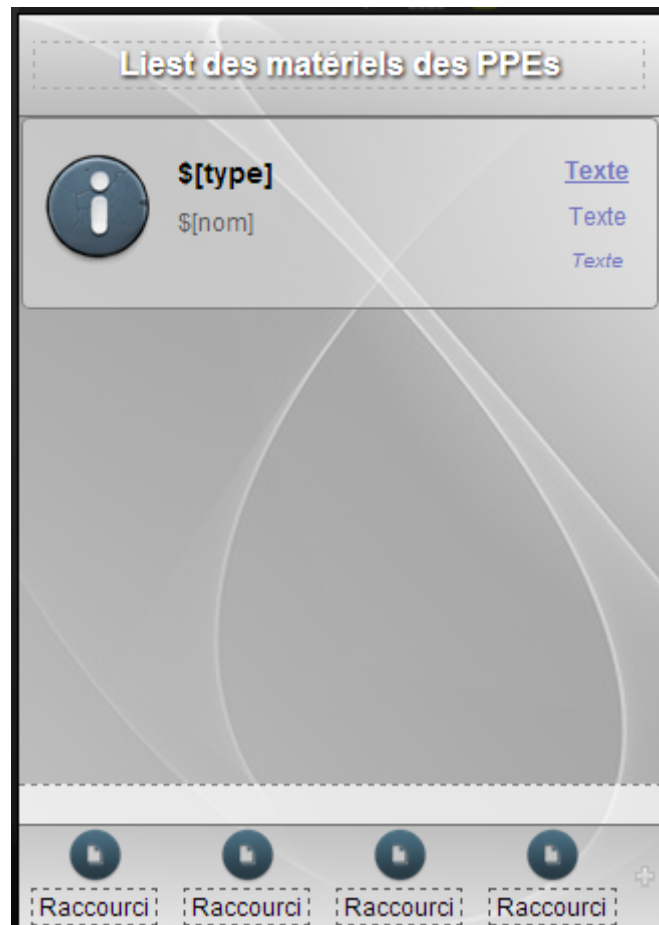 Liest des matériels des PPEs
$[type]
Texte
$[nom]
Texte
Texte
Raccourci Raccourci Raccourci Raccourci